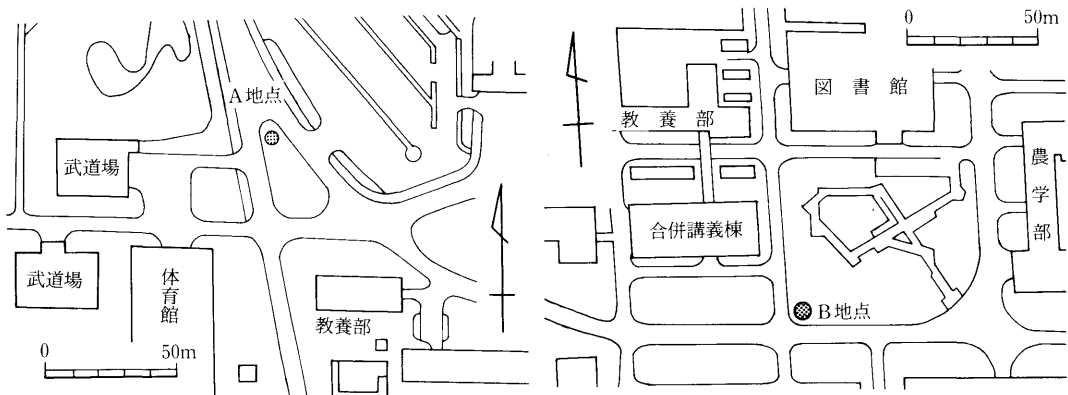 A地点
武道場
武道場
体育館
教養部
0 50m
0 50m
図書館
教養部
農学部
合併講義棟
B地点